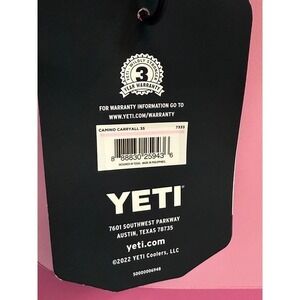 3
YEAR WARRANTY
FOR WARRANTY INFORMATION GO TO
WWW.YETI.COM/WARRANTY
CAMINO CARRYALL 35
8 88830 25943 6
YETI
7601 SOUTHWEST PARKWAY
AUSTIN, TEXAS 78735
yeti.com
©2022 YETI Coolers, LLC